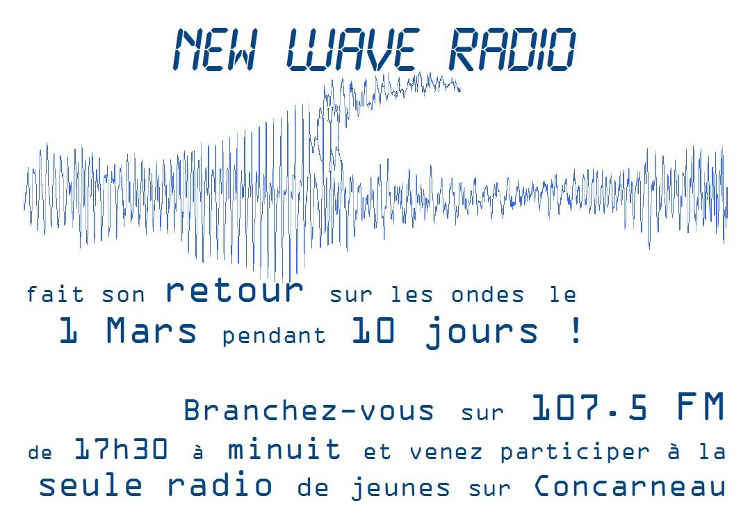 NEW WAVE RADIO
fait son retour sur les ondes le
1 Mars pendant 10 jours !
Branchez-vous sur 107.5 FM
de 17h30 à minuit et venez participer à la
seule radio de jeunes sur Concarneau